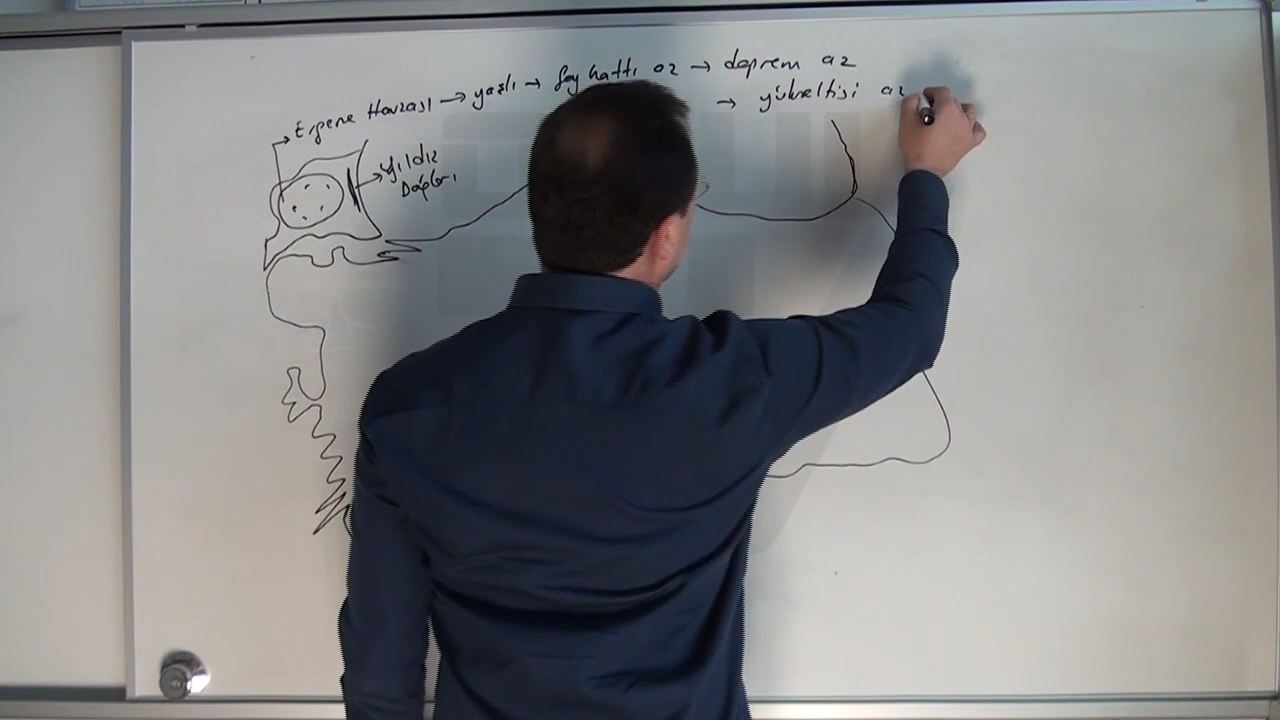 Ergene Havzası → yaşlı → fay hattı az → deprem az
→ yükseltisi az
→ Yıldız
Dağları